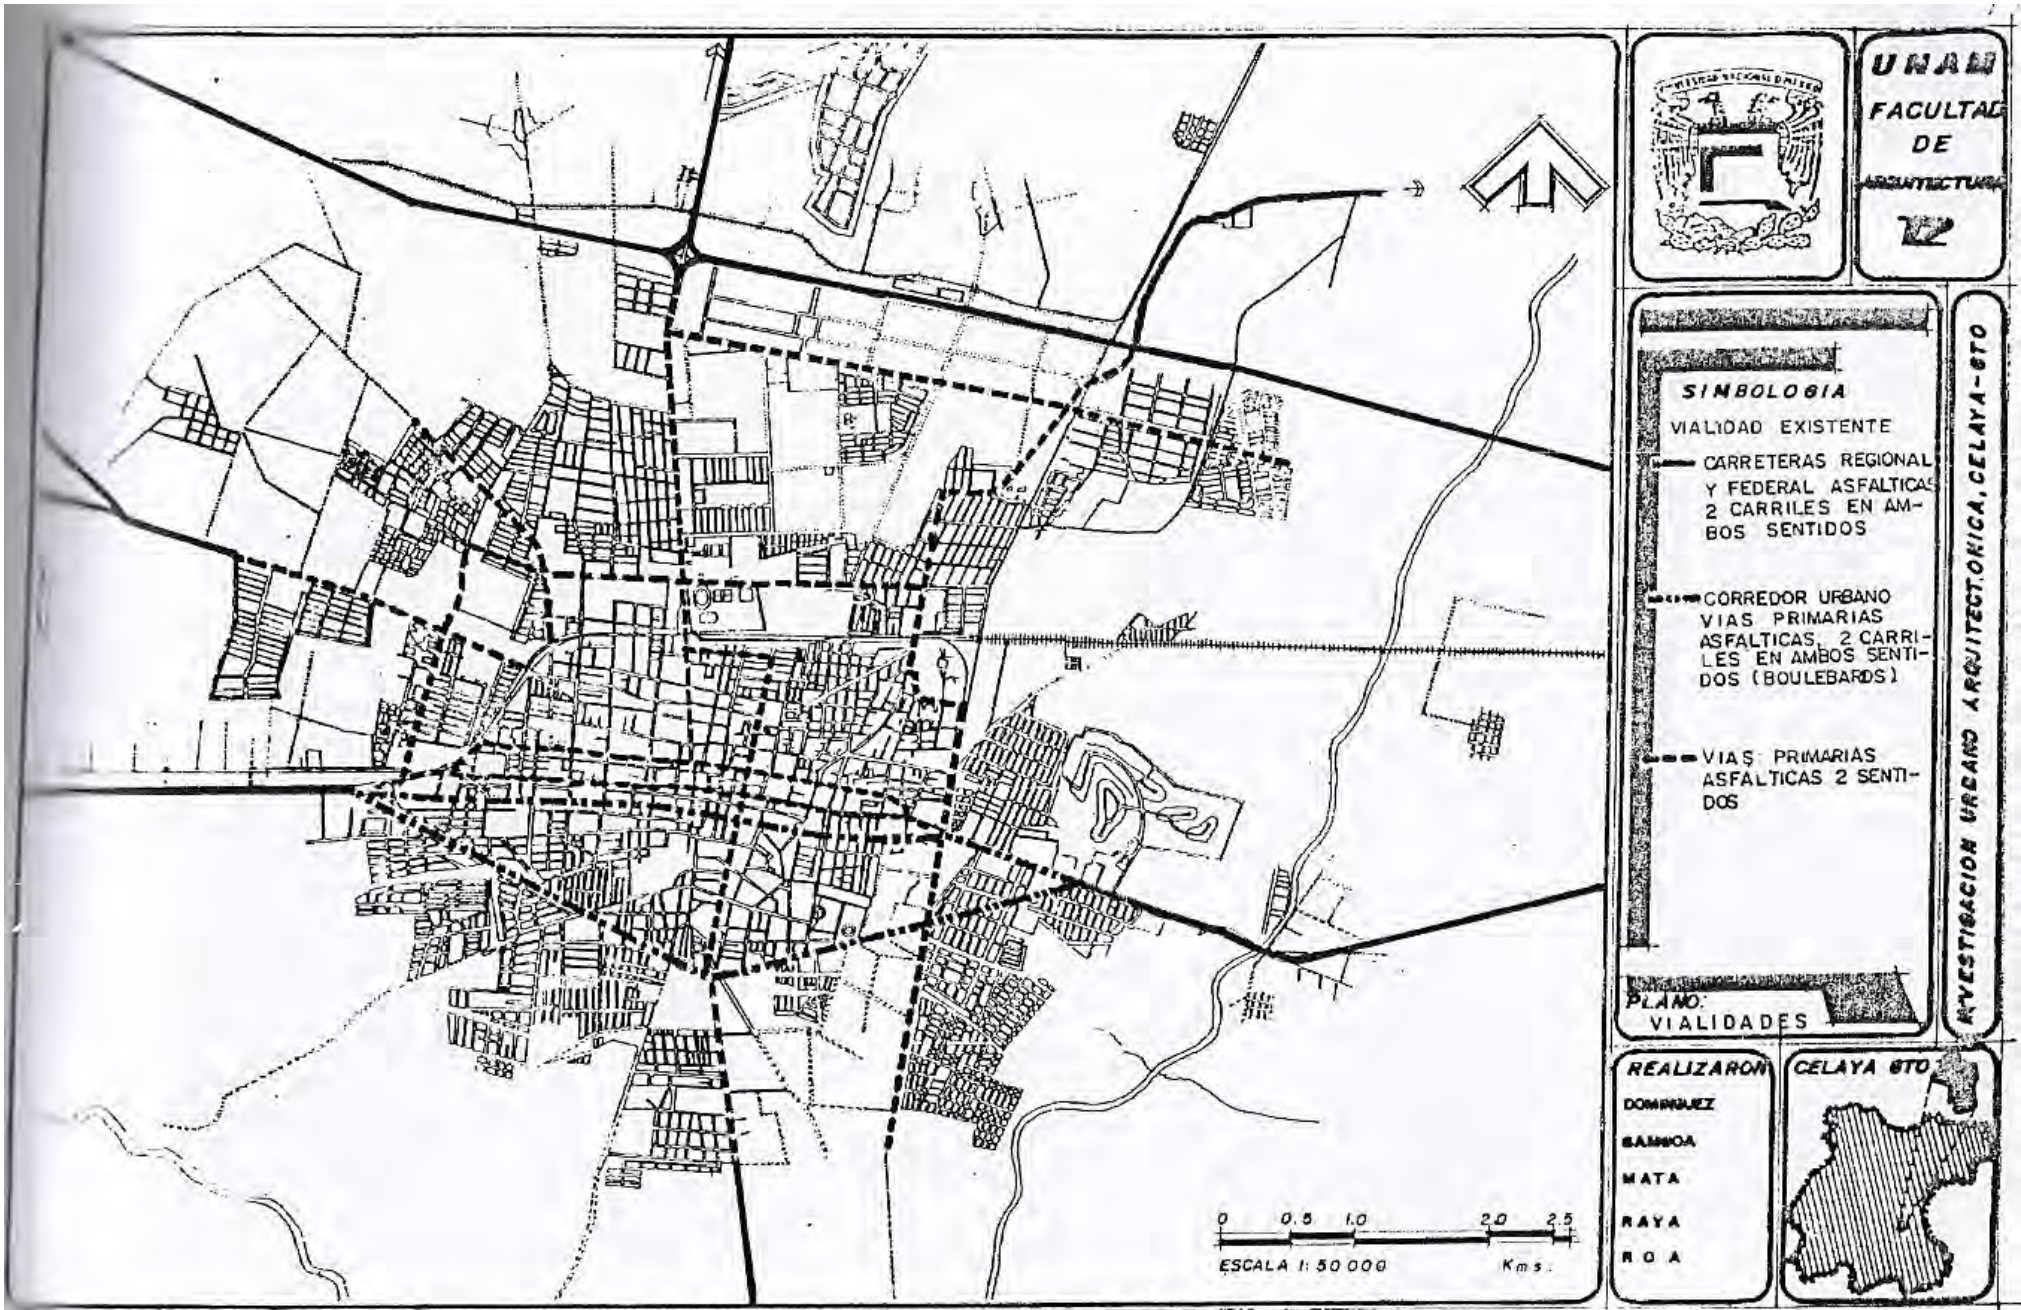 UNAM
FACULTAD
DE
ARQUITECTURA
SIMBOLOGIA
VIALIDAD EXISTENTE
CARRETERAS REGIONAL
Y FEDERAL ASFALTICAS
2 CARRILES EN AM-
BOS SENTIDOS
CORREDOR URBANO
VIAS PRIMARIAS
ASFALTICAS, 2 CARRI-
LES EN AMBOS SENTI-
DOS (BOULEBARDS)
VIAS PRIMARIAS
ASFALTICAS 2 SENTI-
DOS
PLANO:
VIALIDADES
INVESTIGACION URBANO ARQUITECTONICA, CELAYA-GTO
REALIZARON
DOMINGUEZ
GAMBOA
MATA
RAYA
ROA
CELAYA GTO
0 0.5 1.0 2.0 2.5
ESCALA 1:50 000 Kms.